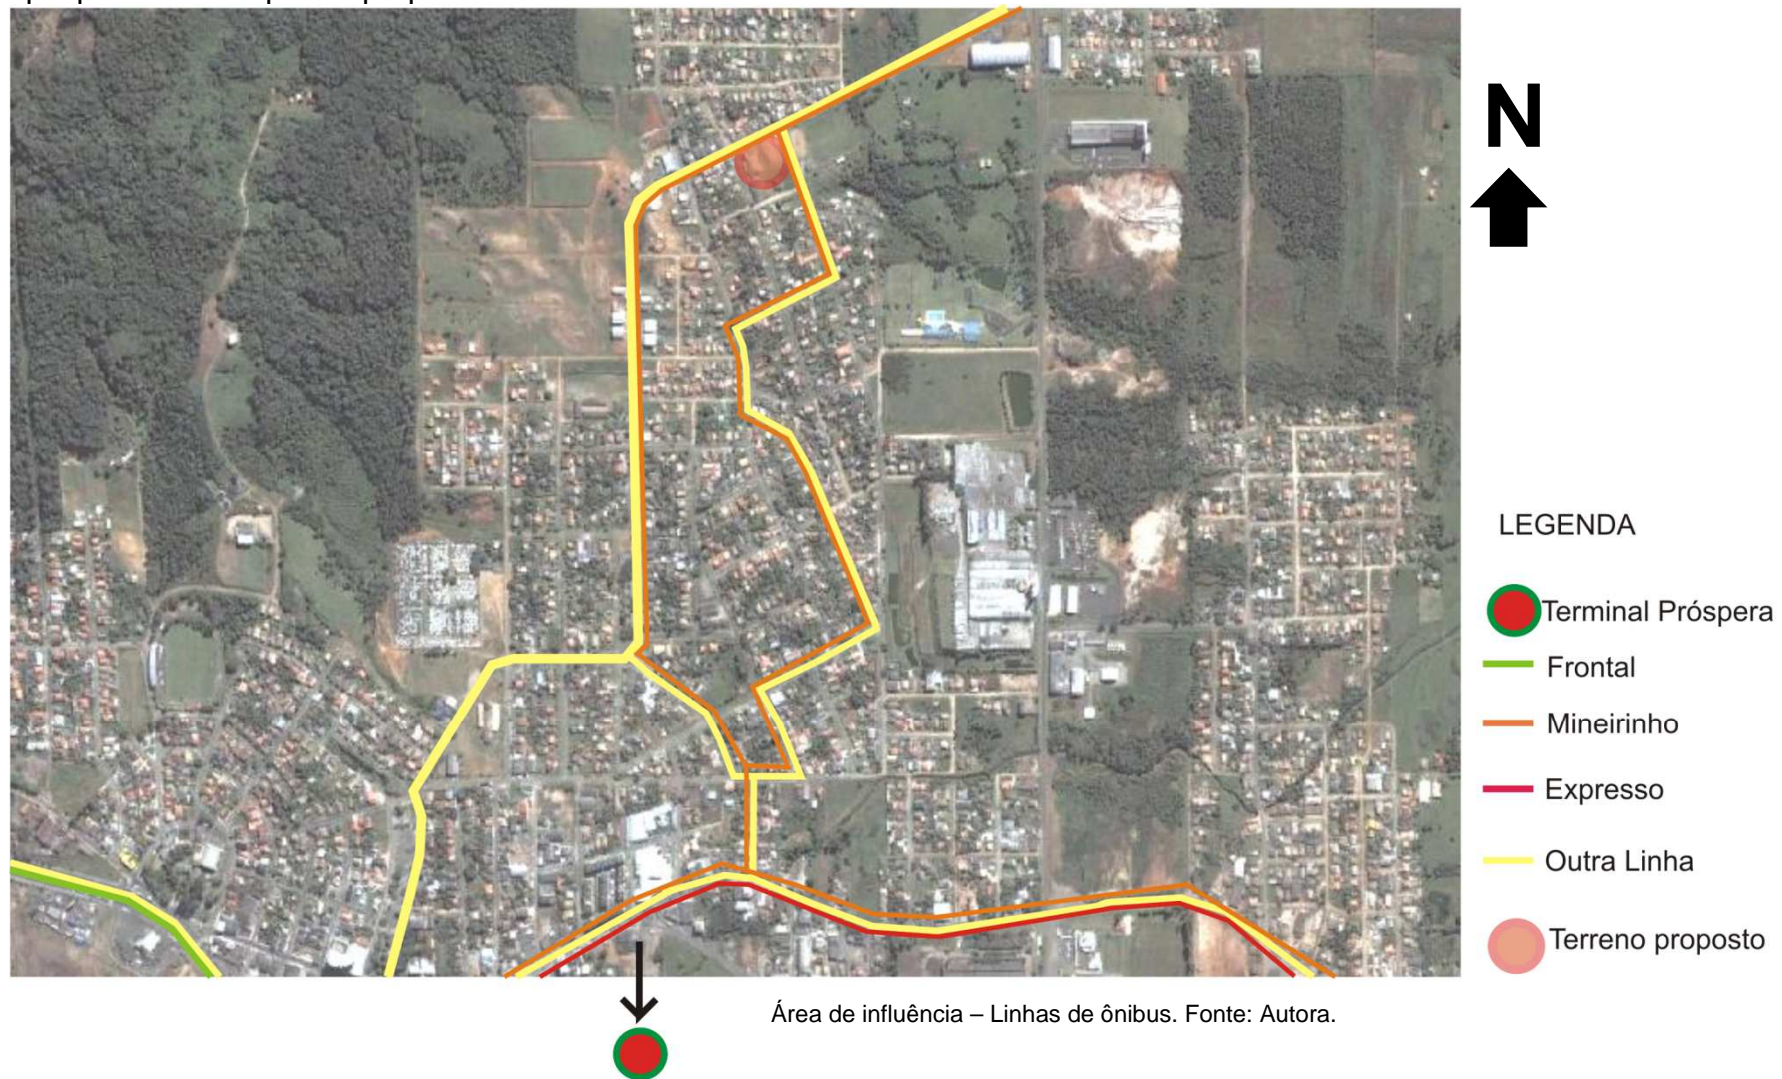 N
LEGENDA
Terminal Próspera
Frontal
Mineirinho
Expresso
Outra Linha
Terreno proposto
Área de influência – Linhas de ônibus. Fonte: Autora.